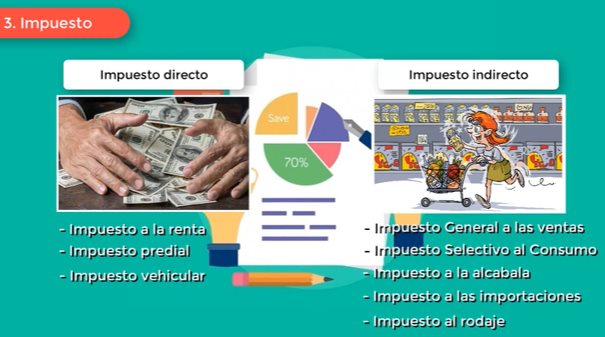 3. Impuesto
Impuesto directo
Impuesto indirecto
Save
70%
- Impuesto a la renta
- Impuesto predial
- Impuesto vehicular
- Impuesto General a las ventas
- Impuesto Selectivo al Consumo
- Impuesto a la alcabala
- Impuesto a las importaciones
- Impuesto al rodaje